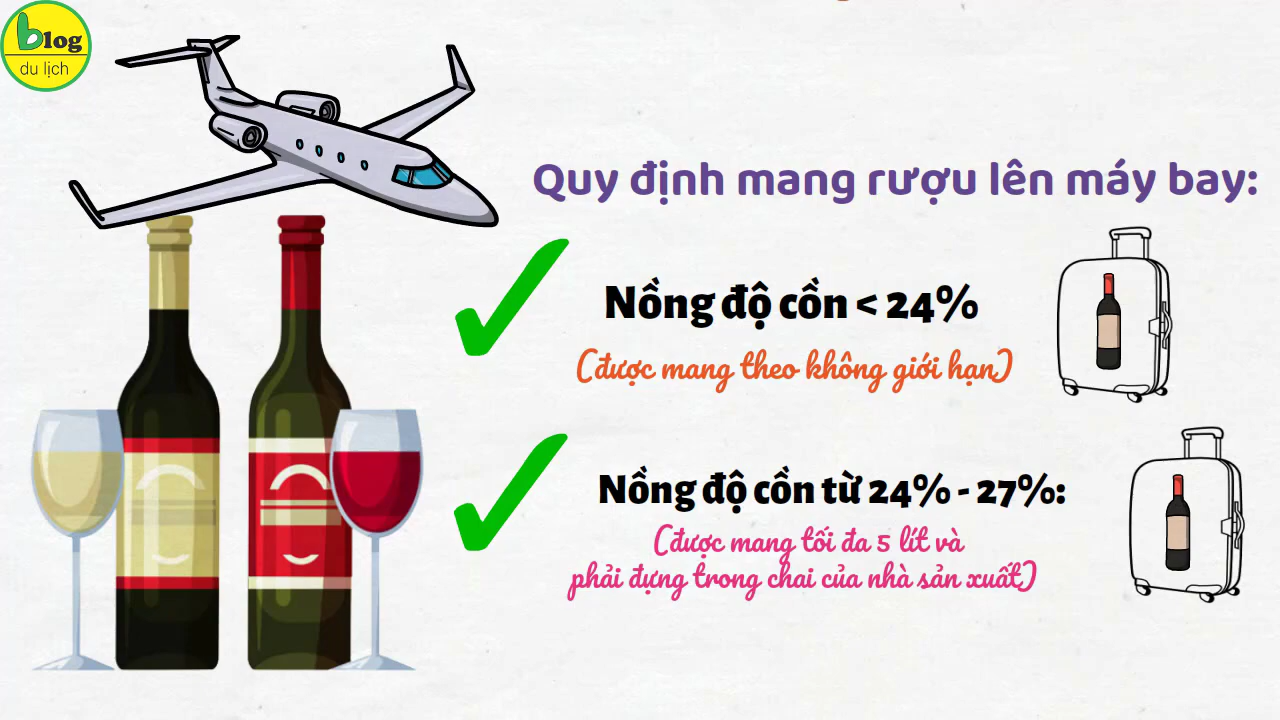 Blog
du lịch
Quy định mang rượu lên máy bay:
Nồng độ cồn < 24%
(được mang theo không giới hạn)
Nồng độ cồn từ 24% - 27%:
(được mang tối đa 5 lít và
phải đựng trong chai của nhà sản xuất)